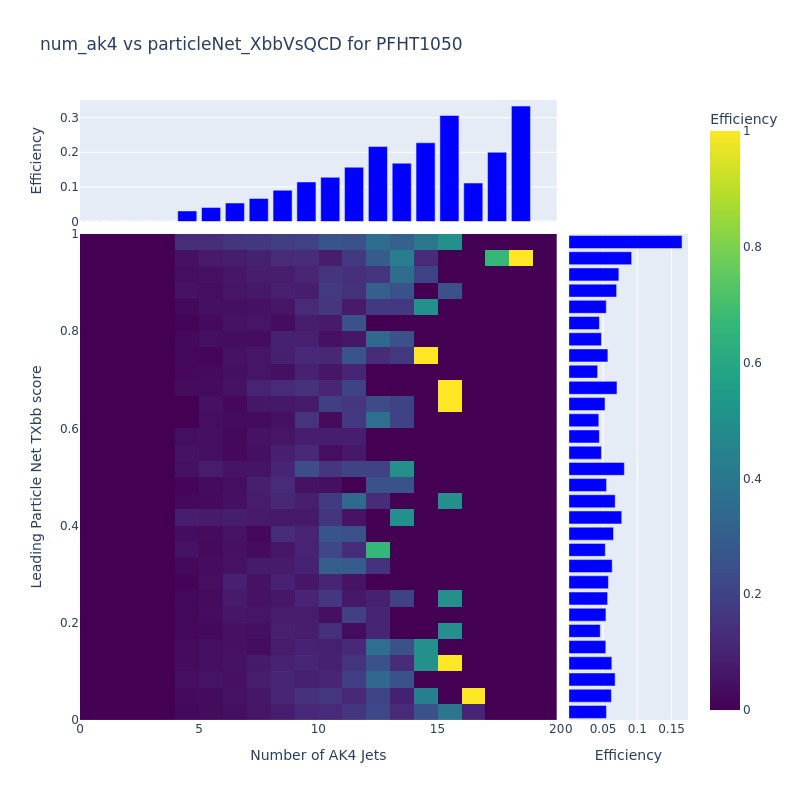 num_ak4 vs particleNet_XbbVsQCD for PFHT1050
Efficiency
0.3
0.2
0.1
0
Efficiency
1
0.8
0.6
0.4
0.2
0
Leading Particle Net TXbb score
1
0.8
0.6
0.4
0.2
0
0 5 10 15 20
Number of AK4 Jets
0 0.05 0.1 0.15
Efficiency